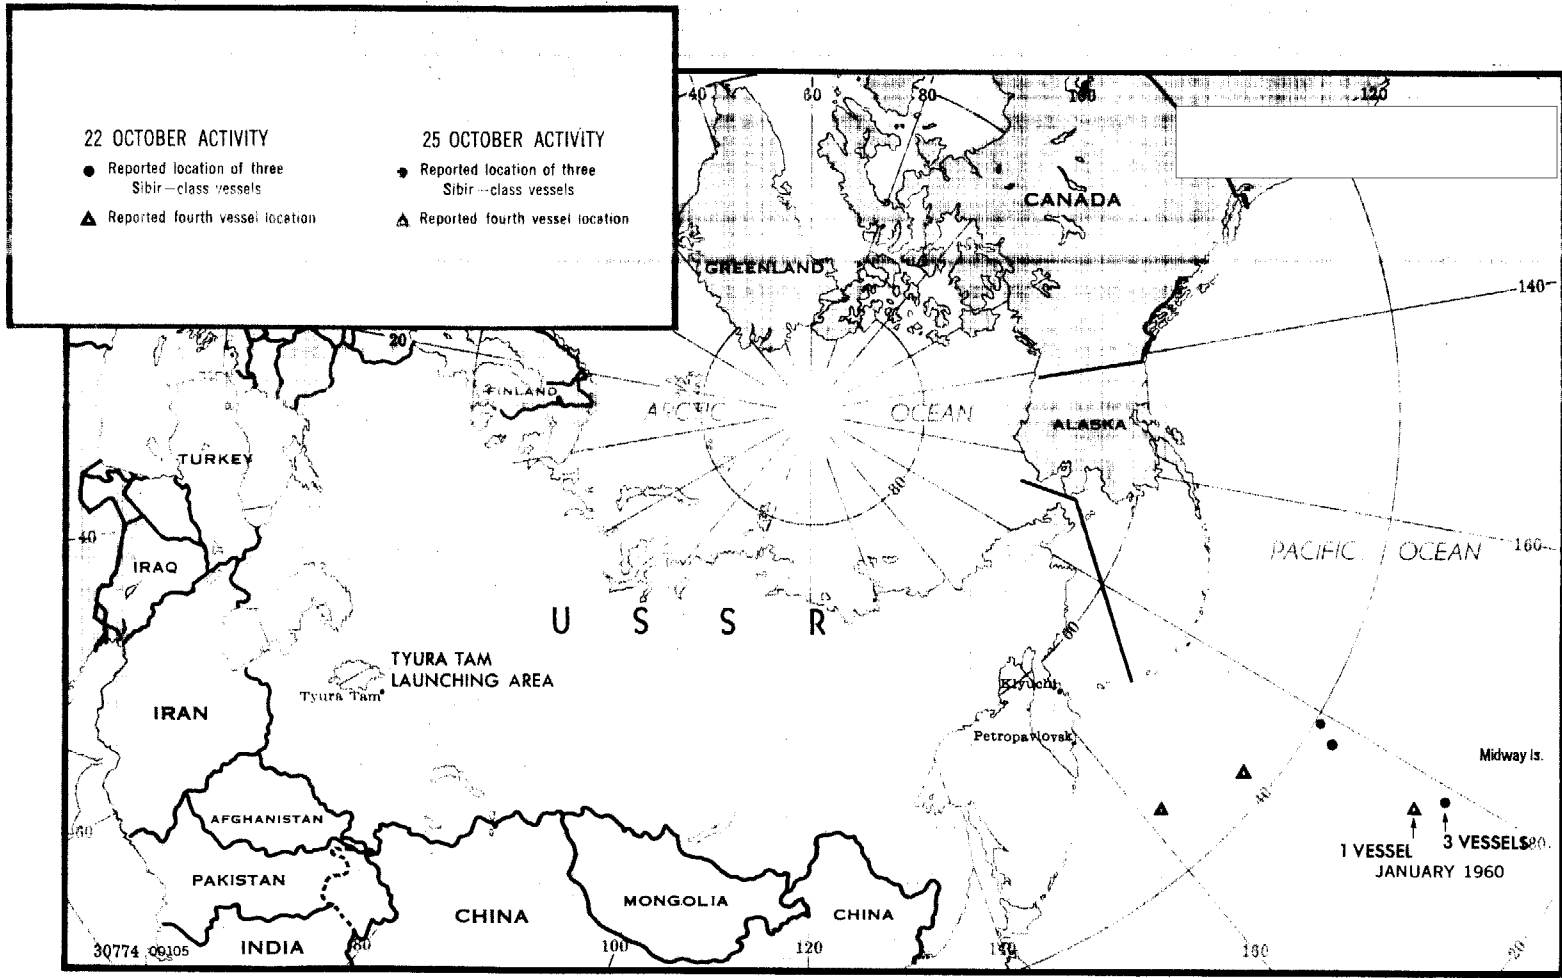 22 OCTOBER ACTIVITY
Reported location of three
Sibir-class vessels
Reported fourth vessel location
25 OCTOBER ACTIVITY
Reported location of three
Sibir-class vessels
Reported fourth vessel location
40
60
80
100
120
CANADA
GREENLAND
140
20
FINLAND
ARCTIC OCEAN
ALASKA
TURKEY
80
40
IRAQ
PACIFIC OCEAN
160
U S S R
60
TYURA TAM
LAUNCHING AREA
Tyura Tam
Klyuchi
IRAN
Petropavlovsk
Midway Is.
40
AFGHANISTAN
60
1 VESSEL
3 VESSELS
80
JANUARY 1960
PAKISTAN
MONGOLIA
CHINA
CHINA
INDIA
30774 09105
80
100
120
140
160
20